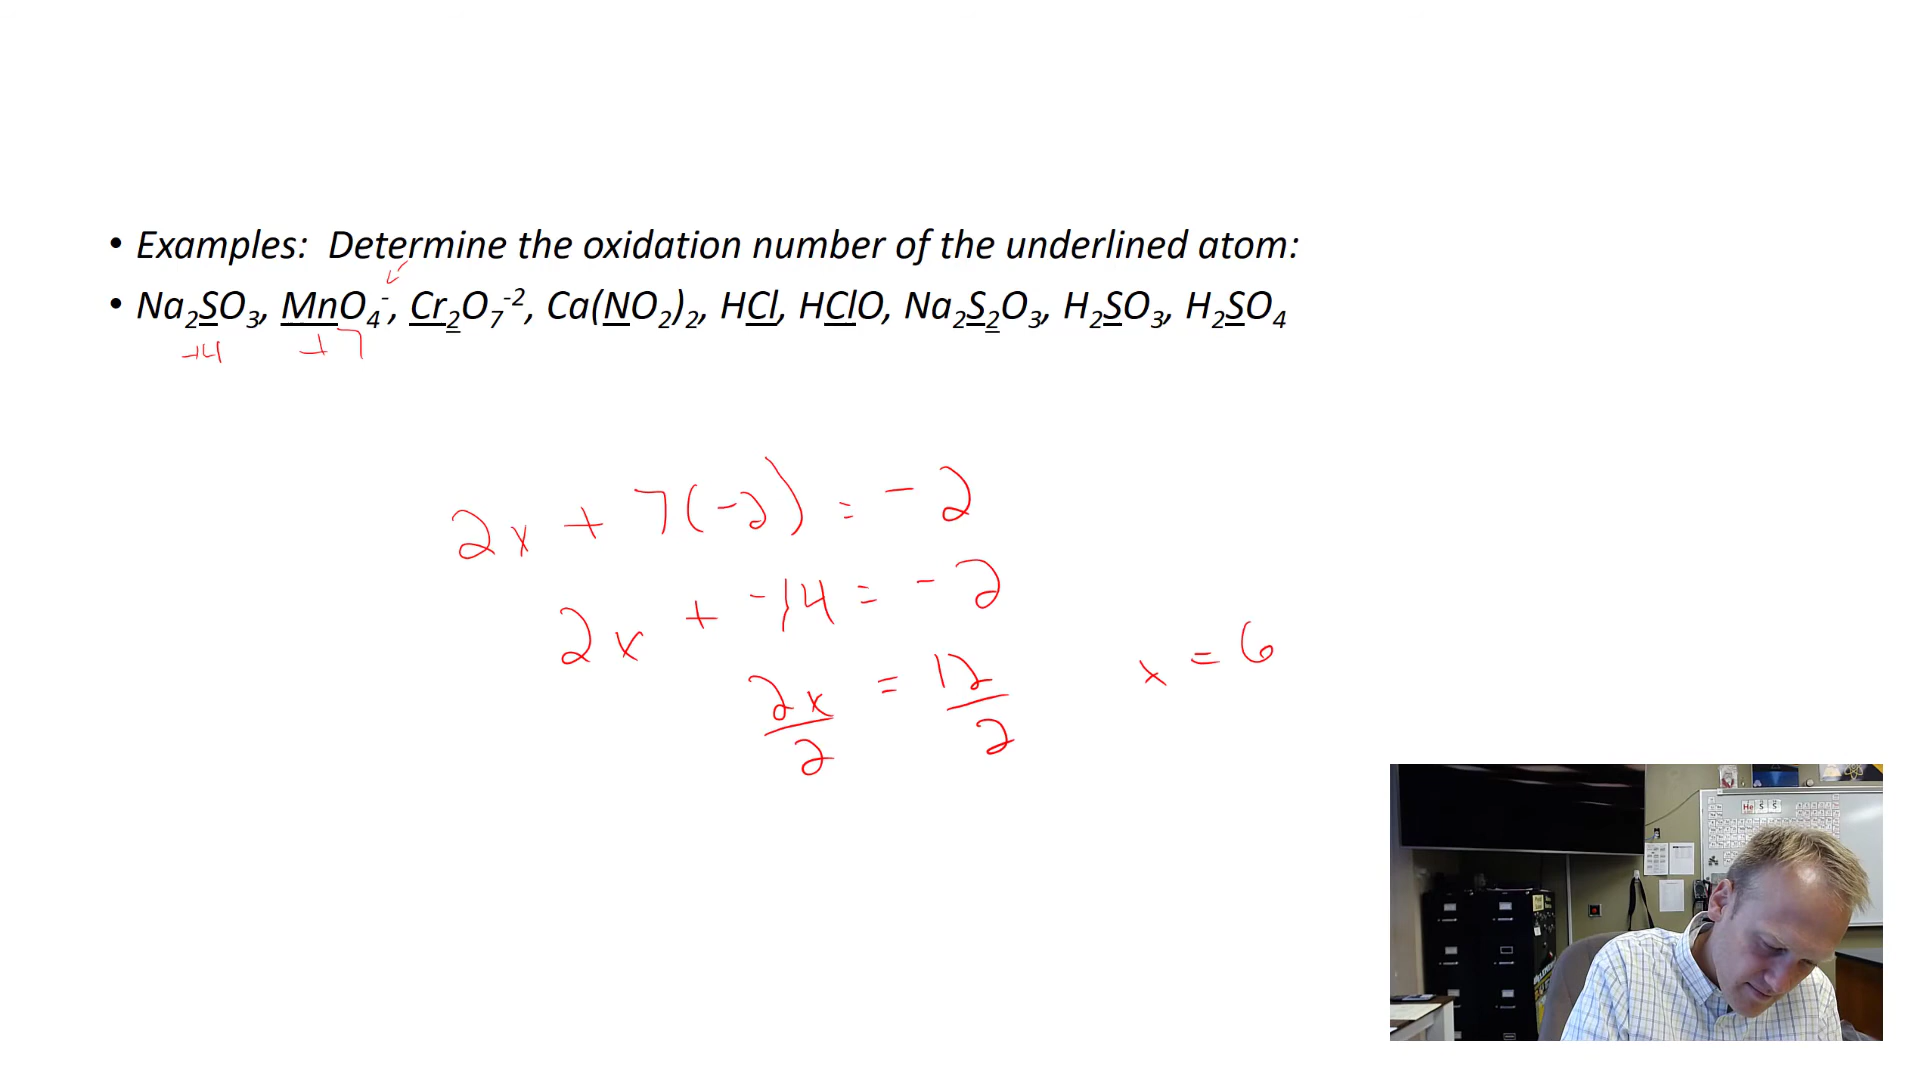 • Examples: Determine the oxidation number of the underlined atom:
• Na₂SO₃, MnO₄⁻, Cr₂O₇⁻², Ca(NO₂)₂, HCl, HClO, Na₂S₂O₃, H₂SO₃, H₂SO₄
+4 +7
2x + 7(-2) = -2
2x + -14 = -2
2x/2 = 12/2
x = 6
He S S